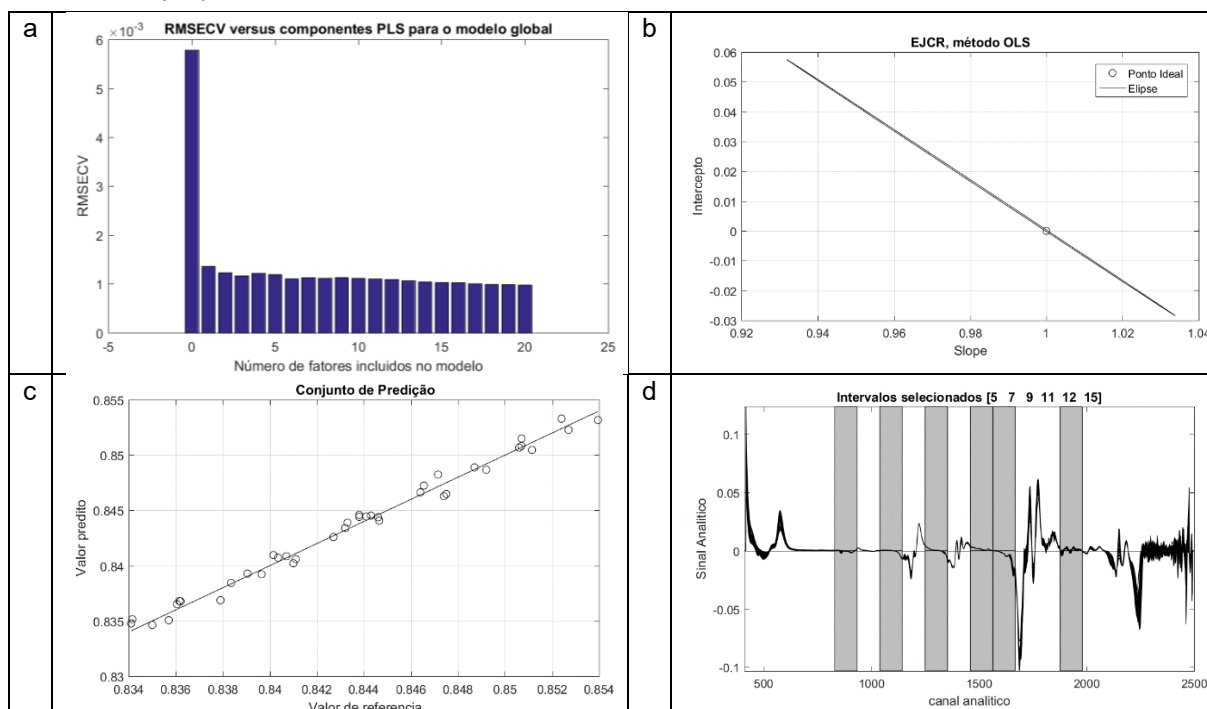 a
RMSECV versus componentes PLS para o modelo global
×10⁻³
6
5
4
3
2
1
0
RMSECV
-5 0 5 10 15 20 25
Número de fatores incluidos no modelo
b
EJCR, método OLS
Ponto Ideal
Elipse
0.06
0.05
0.04
0.03
0.02
0.01
0
-0.01
-0.02
-0.03
Intercepto
0.92 0.94 0.96 0.98 1 1.02 1.04
Slope
c
Conjunto de Predição
0.855
0.85
0.845
0.84
0.835
0.83
Valor predito
0.834 0.836 0.838 0.84 0.842 0.844 0.846 0.848 0.85 0.852 0.854
Valor de referencia
d
Intervalos selecionados [5 7 9 11 12 15]
0.1
0.05
0
-0.05
-0.1
Sinal Analítico
500 1000 1500 2000 2500
canal analitico